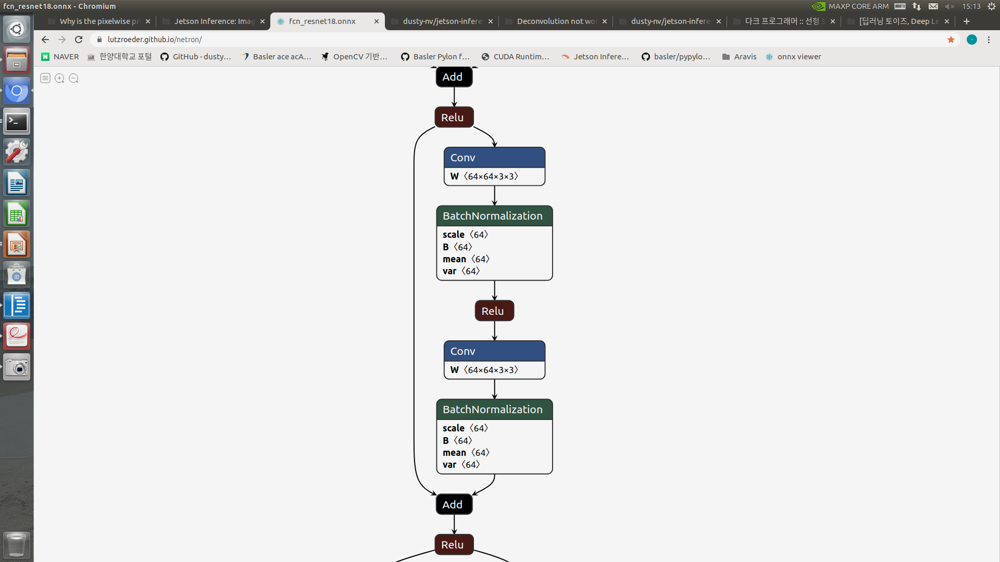 fcn_resnet18.onnx - Chromium
MAXP CORE ARM
15:13
Why is the pixelwise pr
Jetson Inference: Imag
fcn_resnet18.onnx
dusty-nv/jetson-infere
Deconvolution not wo
dusty-nv/jetson-infere
다크 프로그래머 :: 선형
[딥러닝 토이즈, Deep Le
lutzroeder.github.io/netron/
NAVER
한양대학교 포털
GitHub - dusty...
Basler ace acA...
OpenCV 기반...
Basler Pylon f...
CUDA Runtim...
Jetson Infere...
basler/pypylo...
Aravis
onnx viewer
Add
Relu
Conv
W〈64×64×3×3〉
BatchNormalization
scale〈64〉
B〈64〉
mean〈64〉
var〈64〉
Relu
Conv
W〈64×64×3×3〉
BatchNormalization
scale〈64〉
B〈64〉
mean〈64〉
var〈64〉
Add
Relu